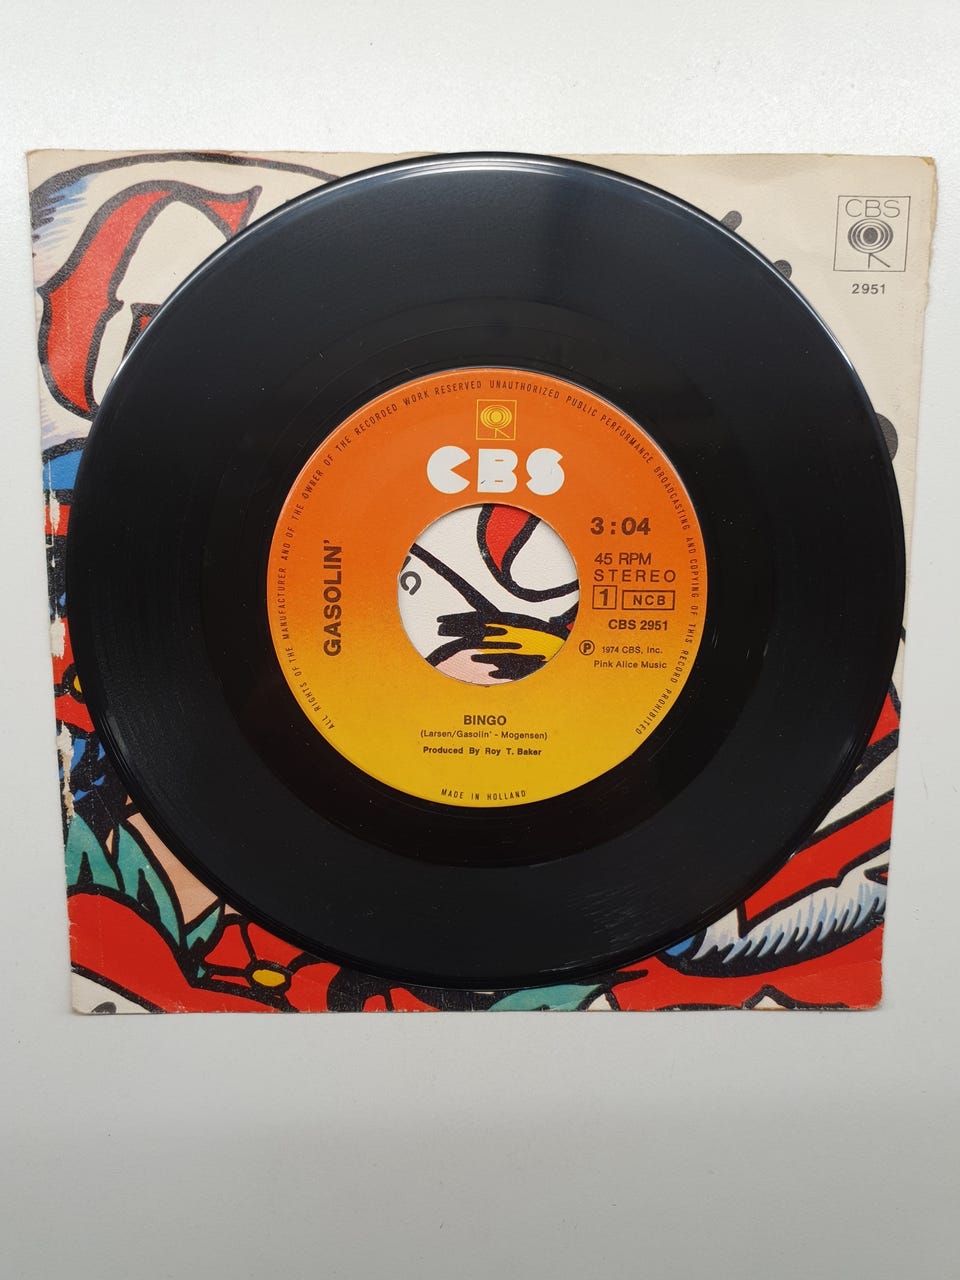 CBS
2951
ALL RIGHTS OF THE MANUFACTURER AND OF THE OWNER OF THE RECORDED WORK RESERVED UNAUTHORIZED PUBLIC PERFORMANCE BROADCASTING AND COPYING OF THIS RECORD PROHIBITED
CBS
GASOLIN'
3:04
45 RPM
STEREO
1 NCB
CBS 2951
Ⓟ 1974 CBS, Inc.
Pink Alice Music
BINGO
(Larsen/Gasolin' - Mogensen)
Produced By Roy T. Baker
MADE IN HOLLAND